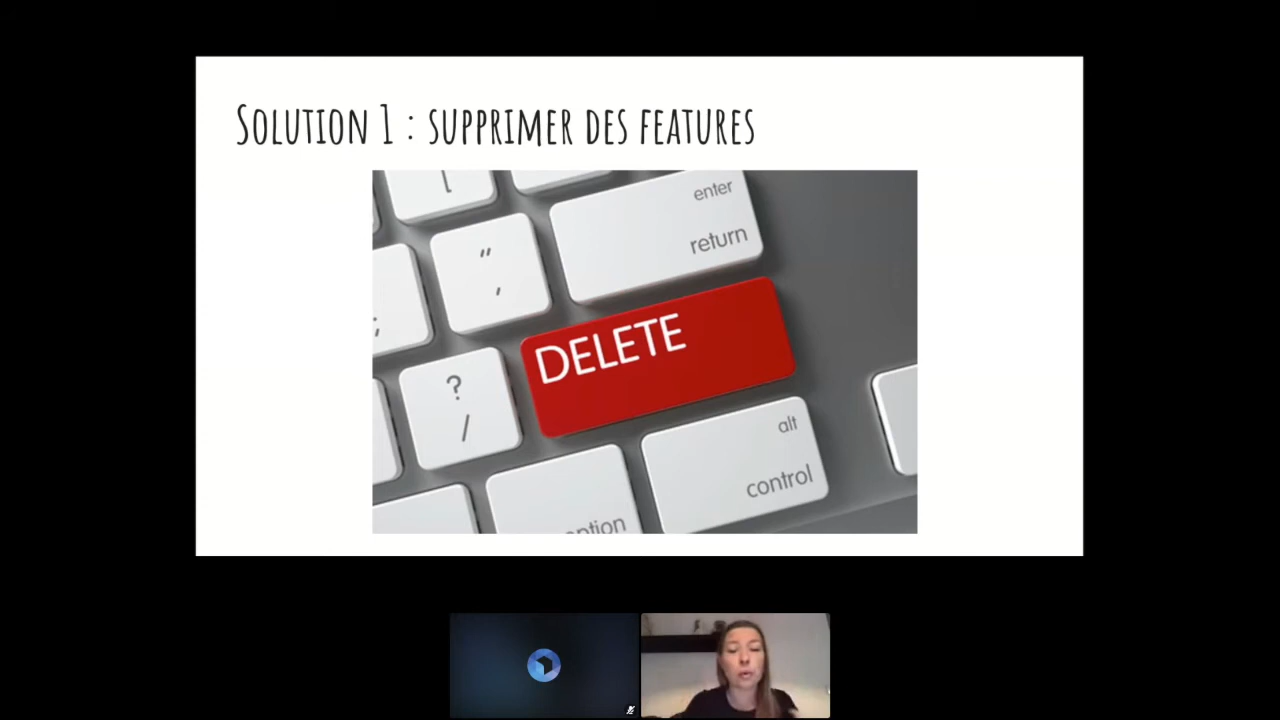 Solution 1 : supprimer des features
[
enter
return
"
,
;
DELETE
?
/
alt
control